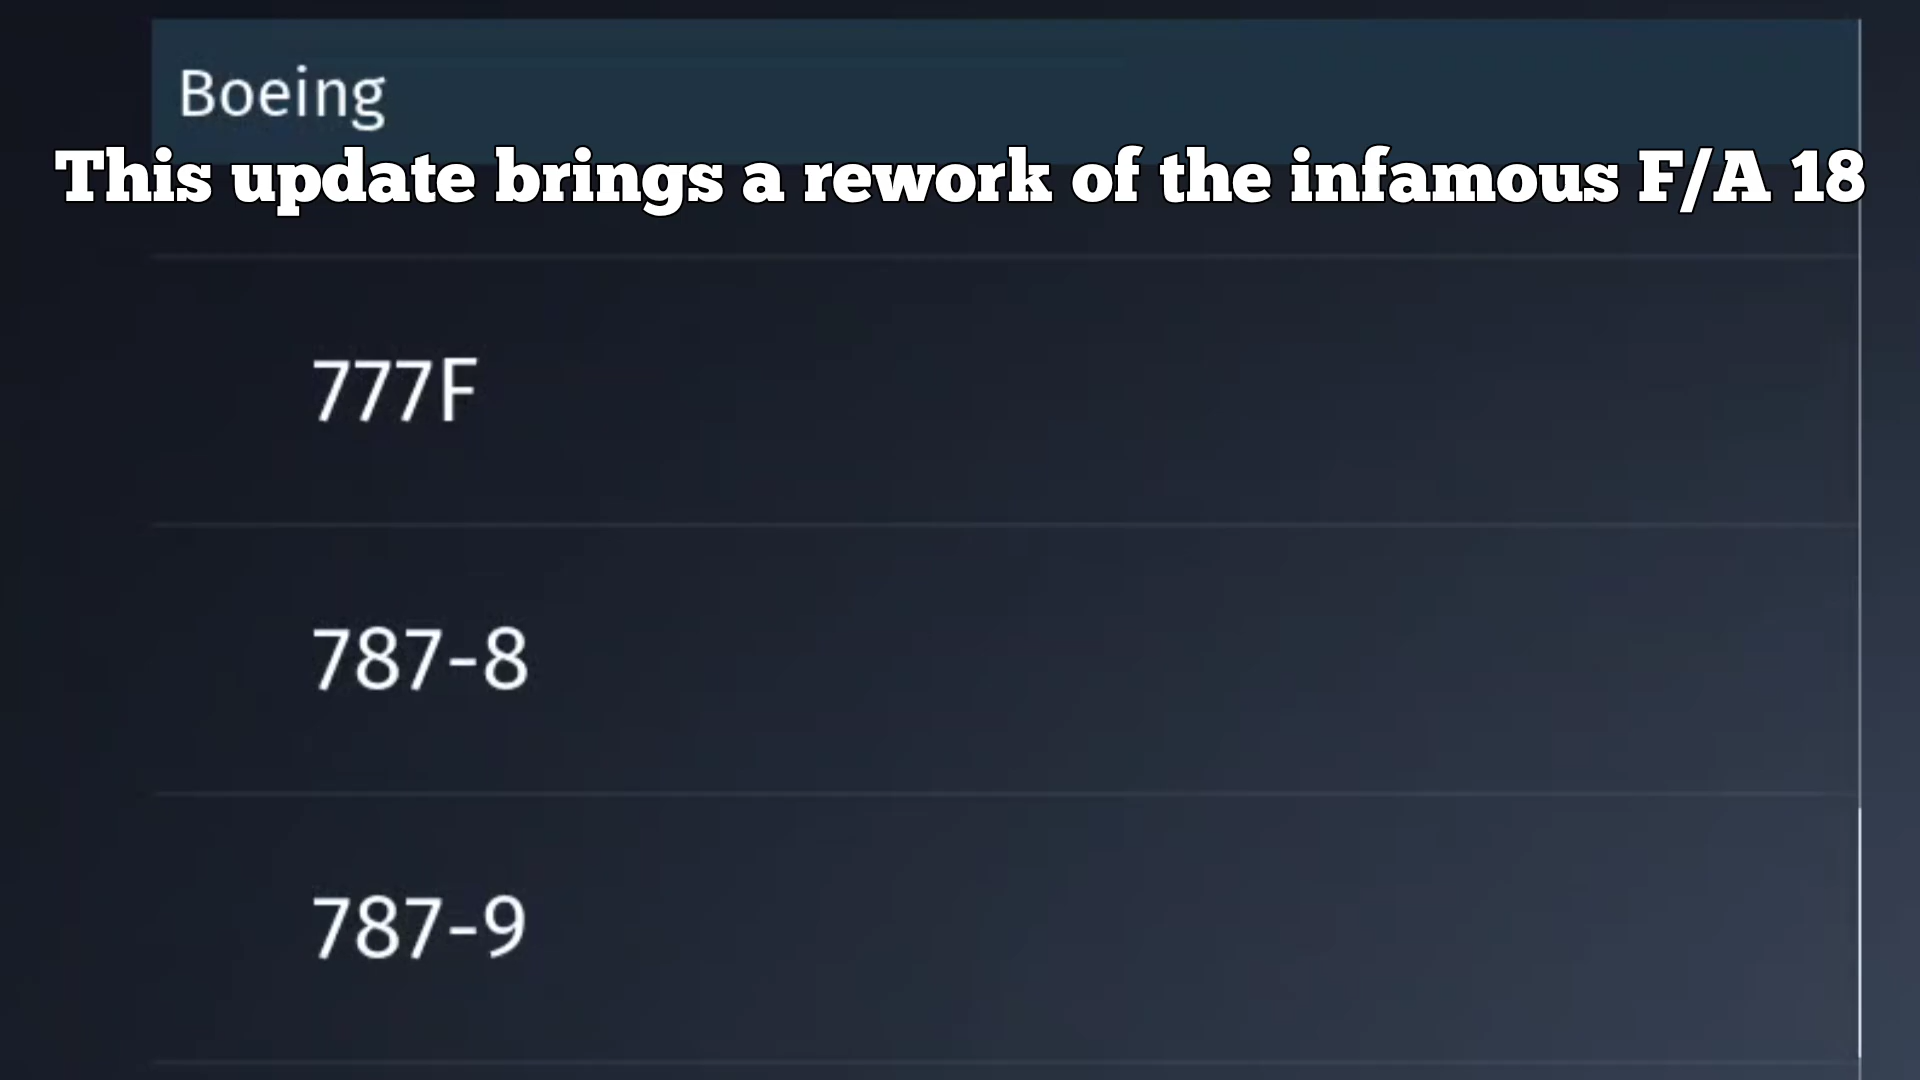 Boeing
This update brings a rework of the infamous F/A 18
777F
787-8
787-9